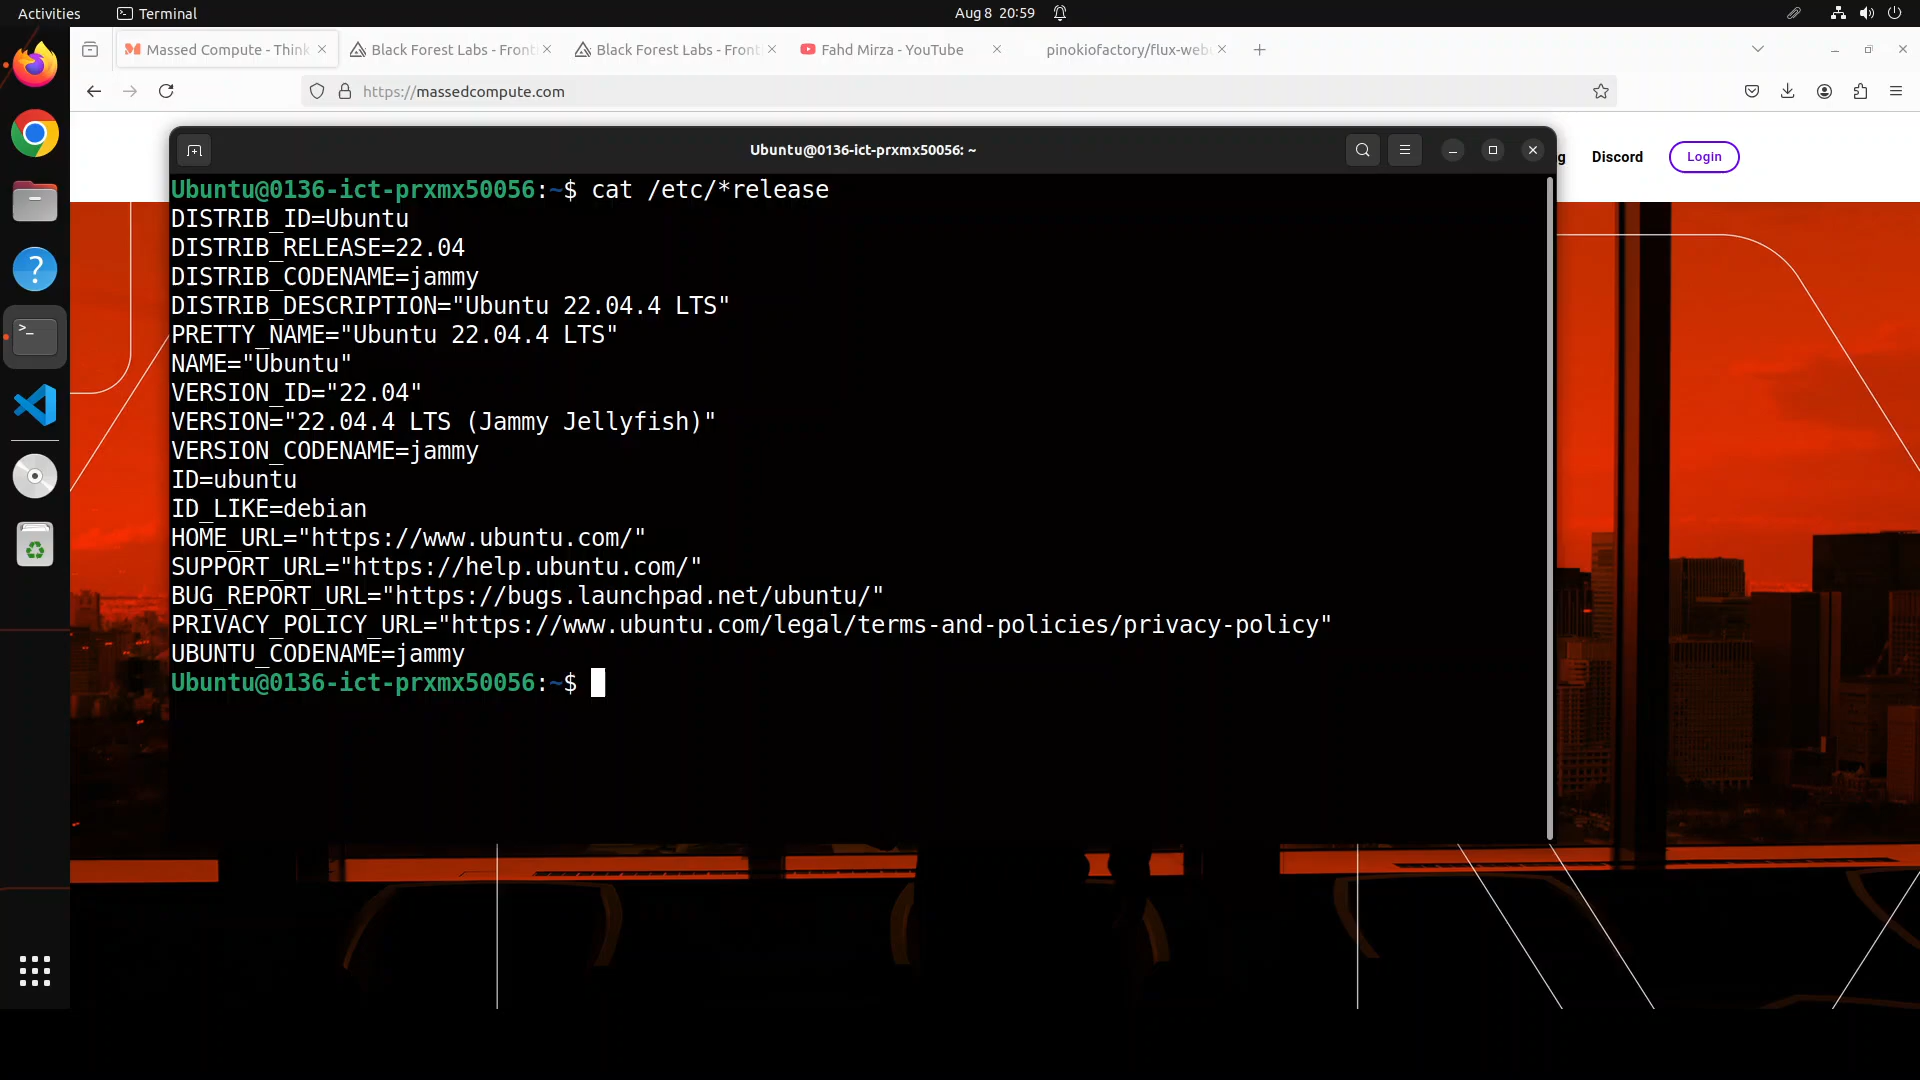 Activities Terminal Aug 8 20:59
Massed Compute - Think Black Forest Labs - Front Black Forest Labs - Front Fahd Mirza - YouTube pinokiofactory/flux-web
https://massedcompute.com
Ubuntu@0136-ict-prxmx50056: ~
g Discord Login
Ubuntu@0136-ict-prxmx50056:~$ cat /etc/*release
DISTRIB_ID=Ubuntu
DISTRIB_RELEASE=22.04
DISTRIB_CODENAME=jammy
DISTRIB_DESCRIPTION="Ubuntu 22.04.4 LTS"
PRETTY_NAME="Ubuntu 22.04.4 LTS"
NAME="Ubuntu"
VERSION_ID="22.04"
VERSION="22.04.4 LTS (Jammy Jellyfish)"
VERSION_CODENAME=jammy
ID=ubuntu
ID_LIKE=debian
HOME_URL="https://www.ubuntu.com/"
SUPPORT_URL="https://help.ubuntu.com/"
BUG_REPORT_URL="https://bugs.launchpad.net/ubuntu/"
PRIVACY_POLICY_URL="https://www.ubuntu.com/legal/terms-and-policies/privacy-policy"
UBUNTU_CODENAME=jammy
Ubuntu@0136-ict-prxmx50056:~$